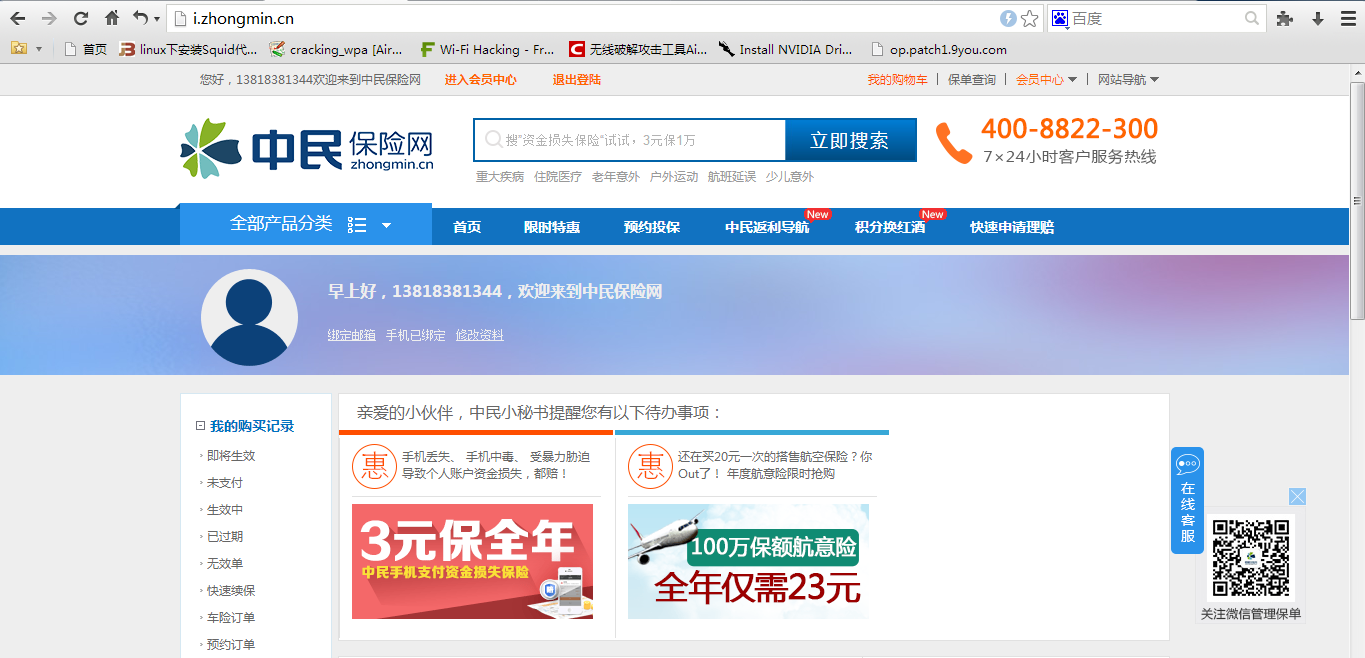 i.zhongmin.cn
百度
首页 linux下安装Squid代... cracking_wpa [Air... Wi-Fi Hacking - Fr... 无线破解攻击工具Ai... Install NVIDIA Dri... op.patch1.9you.com
您好，13818381344欢迎来到中民保险网 进入会员中心 退出登陆 我的购物车 保单查询 会员中心 网站导航
中民保险网
zhongmin.cn
搜"资金损失保险"试试，3元保1万 立即搜索
400-8822-300
7×24小时客户服务热线
重大疾病 住院医疗 老年意外 户外运动 航班延误 少儿意外
全部产品分类 首页 限时特惠 预约投保 中民返利导航 New 积分换红酒 New 快速申请理赔
早上好，13818381344，欢迎来到中民保险网
绑定邮箱 手机已绑定 修改资料
我的购买记录
即将生效
未支付
生效中
已过期
无效单
快速续保
车险订单
预约订单
亲爱的小伙伴，中民小秘书提醒您有以下待办事项：
惠
手机丢失、 手机中毒、 受暴力胁迫
导致个人账户资金损失，都赔！
3元保全年
中民手机支付资金损失保险
惠
还在买20元一次的搭售航空保险？你
Out了！ 年度航意险限时抢购
100万保额航意险
全年仅需23元
在线客服
关注微信管理保单